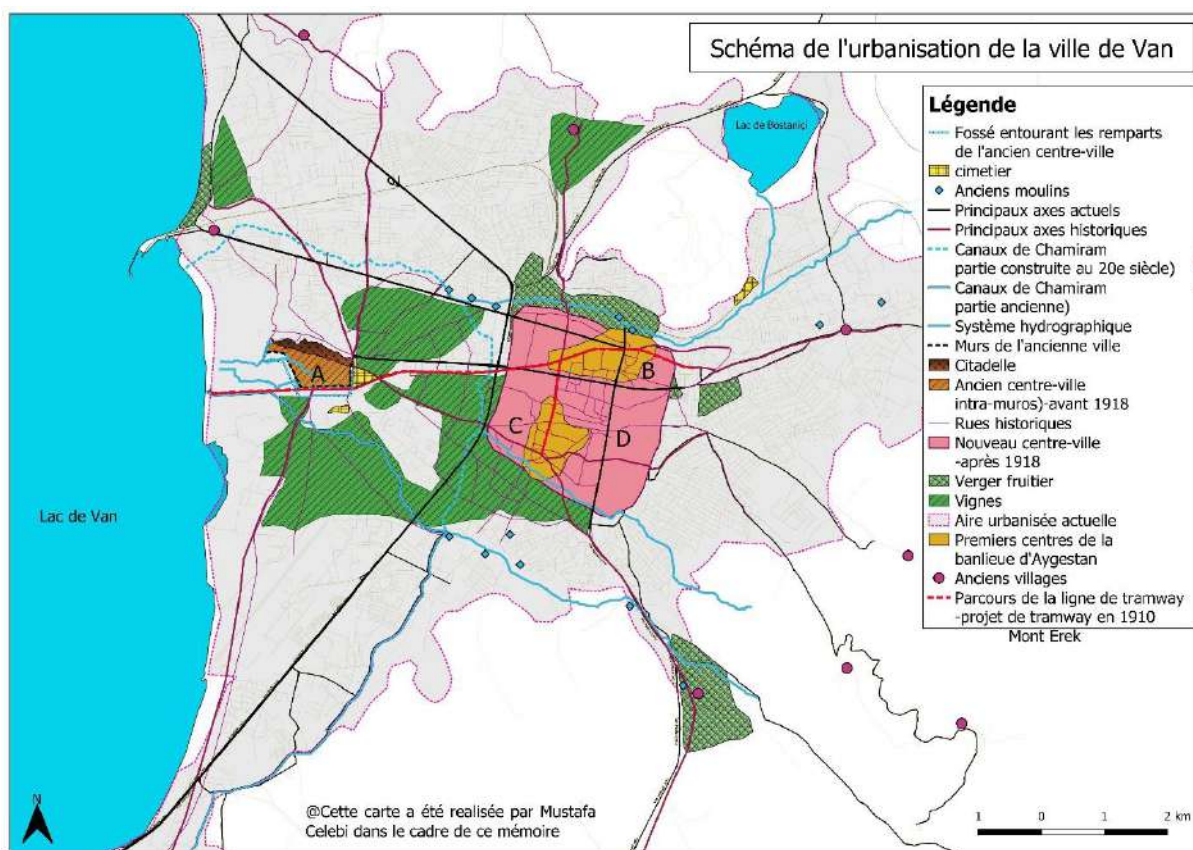 Schéma de l'urbanisation de la ville de Van
Lac de Bostaniçi
Légende
Fossé entourant les remparts
de l'ancien centre-ville
cimetier
Anciens moulins
Principaux axes actuels
Principaux axes historiques
Canaux de Chamiram
partie construite au 20e siècle)
Canaux de Chamiram
partie ancienne)
Système hydrographique
Murs de l'ancienne ville
Citadelle
Ancien centre-ville
intra-muros)-avant 1918
Rues historiques
Nouveau centre-ville
-après 1918
Verger fruitier
Vignes
Aire urbanisée actuelle
Premiers centres de la
banlieue d'Aygestan
Anciens villages
Parcours de la ligne de tramway
-projet de tramway en 1910
Mont Erek
A
B
C
D
Lac de Van
N
@Cette carte a été realisée par Mustafa
Celebi dans le cadre de ce mémoire
1 0 1 2 km